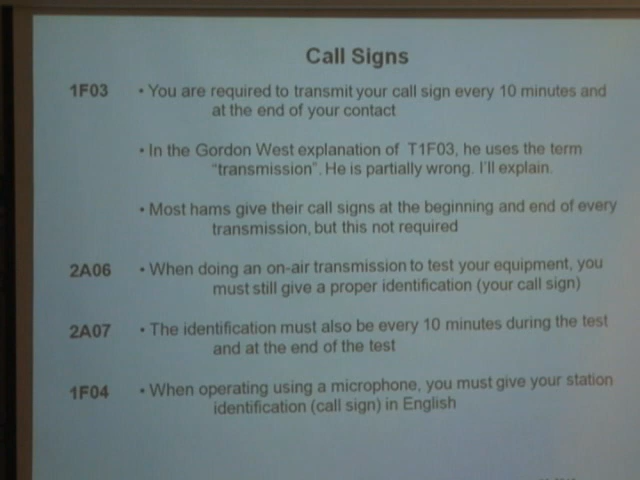 Call Signs
1F03 • You are required to transmit your call sign every 10 minutes and
at the end of your contact
• In the Gordon West explanation of T1F03, he uses the term
"transmission". He is partially wrong. I'll explain.
• Most hams give their call signs at the beginning and end of every
transmission, but this not required
2A06 • When doing an on-air transmission to test your equipment, you
must still give a proper identification (your call sign)
2A07 • The identification must also be every 10 minutes during the test
and at the end of the test
1F04 • When operating using a microphone, you must give your station
identification (call sign) in English